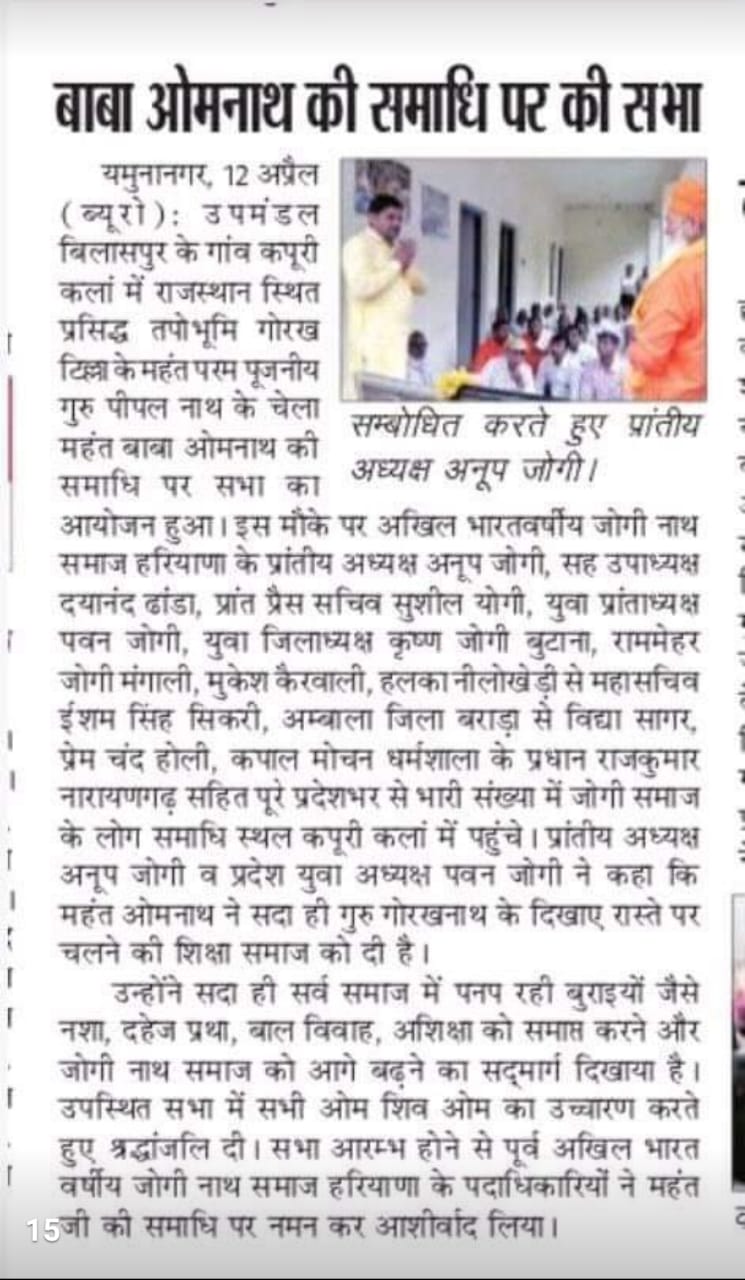 बाबा ओमनाथ की समाधि पर की सभा
यमुनानगर, 12 अप्रैल
(ब्यूरो): उपमंडल
बिलासपुर के गांव कपूरी
कलां में राजस्थान स्थित
प्रसिद्ध तपोभूमि गोरख
टिल्ला के महंत परम पूजनीय
गुरु पीपल नाथ के चेला
महंत बाबा ओमनाथ की
समाधि पर सभा का
सम्बोधित करते हुए प्रांतीय
अध्यक्ष अनूप जोगी।
आयोजन हुआ। इस मौके पर अखिल भारतवर्षीय जोगी नाथ
समाज हरियाणा के प्रांतीय अध्यक्ष अनूप जोगी, सह उपाध्यक्ष
दयानंद ढांडा, प्रांत प्रैस सचिव सुशील योगी, युवा प्रांताध्यक्ष
पवन जोगी, युवा जिलाध्यक्ष कृष्ण जोगी बुटाना, राममेहर
जोगी मंगाली, मुकेश कैरवाली, हलका नीलोखेड़ी से महासचिव
ईशम सिंह सिकरी, अम्बाला जिला बराड़ा से विद्या सागर,
प्रेम चंद होली, कपाल मोचन धर्मशाला के प्रधान राजकुमार
नारायणगढ़ सहित पूरे प्रदेशभर से भारी संख्या में जोगी समाज
के लोग समाधि स्थल कपूरी कलां में पहुंचे। प्रांतीय अध्यक्ष
अनूप जोगी व प्रदेश युवा अध्यक्ष पवन जोगी ने कहा कि
महंत ओमनाथ ने सदा ही गुरु गोरखनाथ के दिखाए रास्ते पर
चलने की शिक्षा समाज को दी है।
उन्होंने सदा ही सर्व समाज में पनप रही बुराइयों जैसे
नशा, दहेज प्रथा, बाल विवाह, अशिक्षा को समाप्त करने और
जोगी नाथ समाज को आगे बढ़ने का सद्मार्ग दिखाया है।
उपस्थित सभा में सभी ओम शिव ओम का उच्चारण करते
हुए श्रद्धांजलि दी। सभा आरम्भ होने से पूर्व अखिल भारत
वर्षीय जोगी नाथ समाज हरियाणा के पदाधिकारियों ने महंत
15 जी की समाधि पर नमन कर आशीर्वाद लिया।